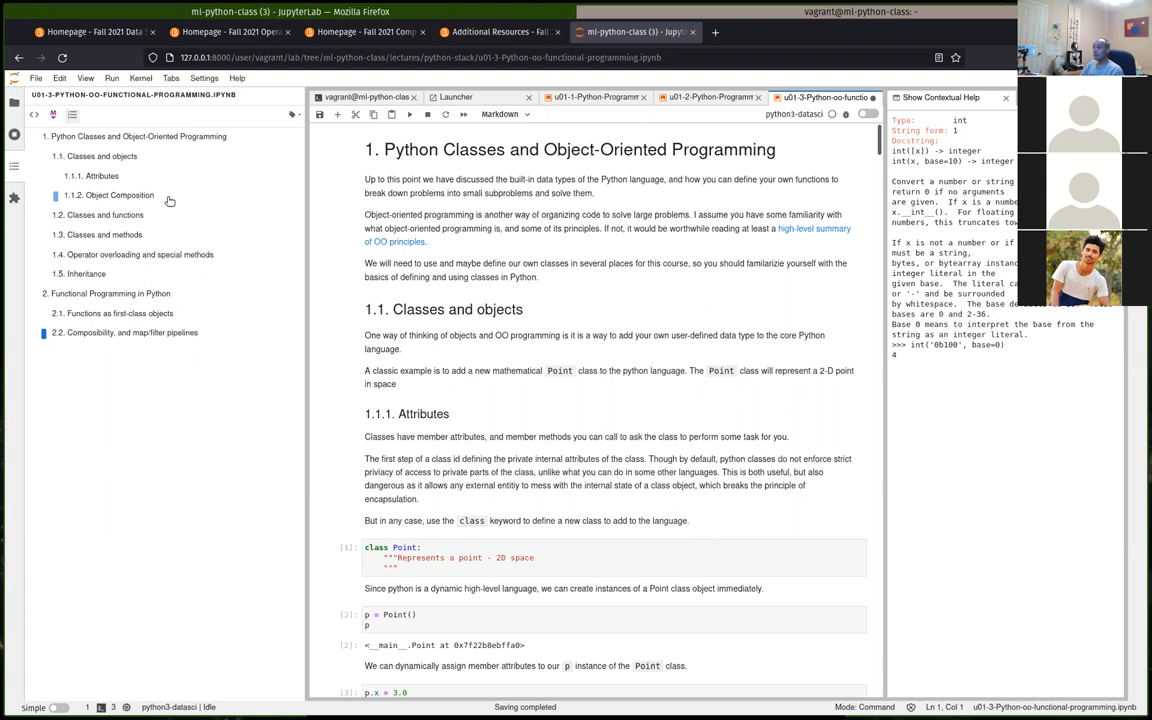 ml-python-class (3) - JupyterLab — Mozilla Firefox
vagrant@ml-python-class: ~
Homepage - Fall 2021 Data S
Homepage - Fall 2021 Opera
Homepage - Fall 2021 Comp
Additional Resources - Fall
ml-python-class (3) - Jupyte
127.0.0.1:8000/user/vagrant/lab/tree/ml-python-class/lectures/python-stack/u01-3-Python-oo-functional-programming.ipynb
File Edit View Run Kernel Tabs Settings Help
U01-3-PYTHON-OO-FUNCTIONAL-PROGRAMMING.IPYNB
1. Python Classes and Object-Oriented Programming
1.1. Classes and objects
1.1.1. Attributes
1.1.2. Object Composition
1.2. Classes and functions
1.3. Classes and methods
1.4. Operator overloading and special methods
1.5. Inheritance
2. Functional Programming in Python
2.1. Functions as first-class objects
2.2. Composibility, and map/filter pipelines
vagrant@ml-python-clas
Launcher
u01-1-Python-Programm
u01-2-Python-Programm
u01-3-Python-oo-functio
Markdown
python3-datasci
1. Python Classes and Object-Oriented Programming
Up to this point we have discussed the built-in data types of the Python language, and how you can define your own functions to
break down problems into small subproblems and solve them.
Object-oriented programming is another way of organizing code to solve large problems. I assume you have some familiarity with
what object-oriented programming is, and some of its principles. If not, it would be worthwhile reading at least a high-level summary
of OO principles.
We will need to use and maybe define our own classes in several places for this course, so you should familarizie yourself with the
basics of defining and using classes in Python.
1.1. Classes and objects
One way of thinking of objects and OO programming is it is a way to add your own user-defined data type to the core Python
language.
A classic example is to add a new mathematical Point class to the python language. The Point class will represent a 2-D point
in space
1.1.1. Attributes
Classes have member attributes, and member methods you can call to ask the class to perform some task for you.
The first step of a class id defining the private internal attributes of the class. Though by default, python classes do not enforce strict
priviacy of access to private parts of the class, unlike what you can do in some other languages. This is both useful, but also
dangerous as it allows any external entity to mess with the internal state of a class object, which breaks the principle of
encapsulation.
But in any case, use the class keyword to define a new class to add to the language.
[1]: class Point:
"""Represents a point - 2D space
"""
Since python is a dynamic high-level language, we can create instances of a Point class object immediately.
[2]: p = Point()
p
[2]: <__main__.Point at 0x7f22b8ebffa0>
We can dynamically assign member attributes to our p instance of the Point class.
[3]: p.x = 3.0
Show Contextual Help
Type: int
String form: 1
Docstring:
int([x]) -> integer
int(x, base=10) -> integer
Convert a number or string
return 0 if no arguments
are given. If x is a numbe
x.__int__(). For floating
numbers, this truncates tow
If x is not a number or if
must be a string,
bytes, or bytearray instanc
integer literal in the
given base. The literal ca
or '-' and be surrounded
by whitespace. The base de
bases are 0 and 2-36.
Base 0 means to interpret the base from the
string as an integer literal.
>>> int('0b100', base=0)
4
Simple 1 3 python3-datasci | Idle
Saving completed
Mode: Command Ln 1, Col 1 u01-3-Python-oo-functional-programming.ipynb